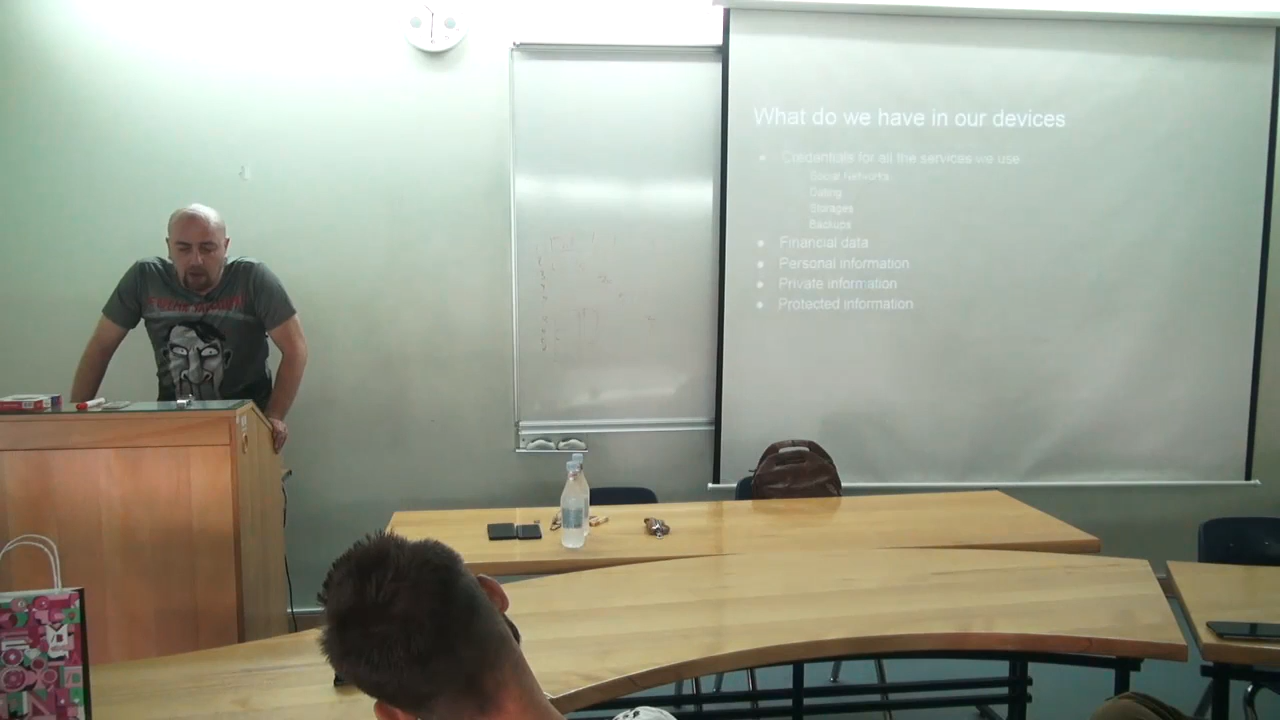 What do we have in our devices
Credentials for all the services we use
Social Networks
Dating
Storages
Backups
Financial data
Personal information
Private information
Protected information